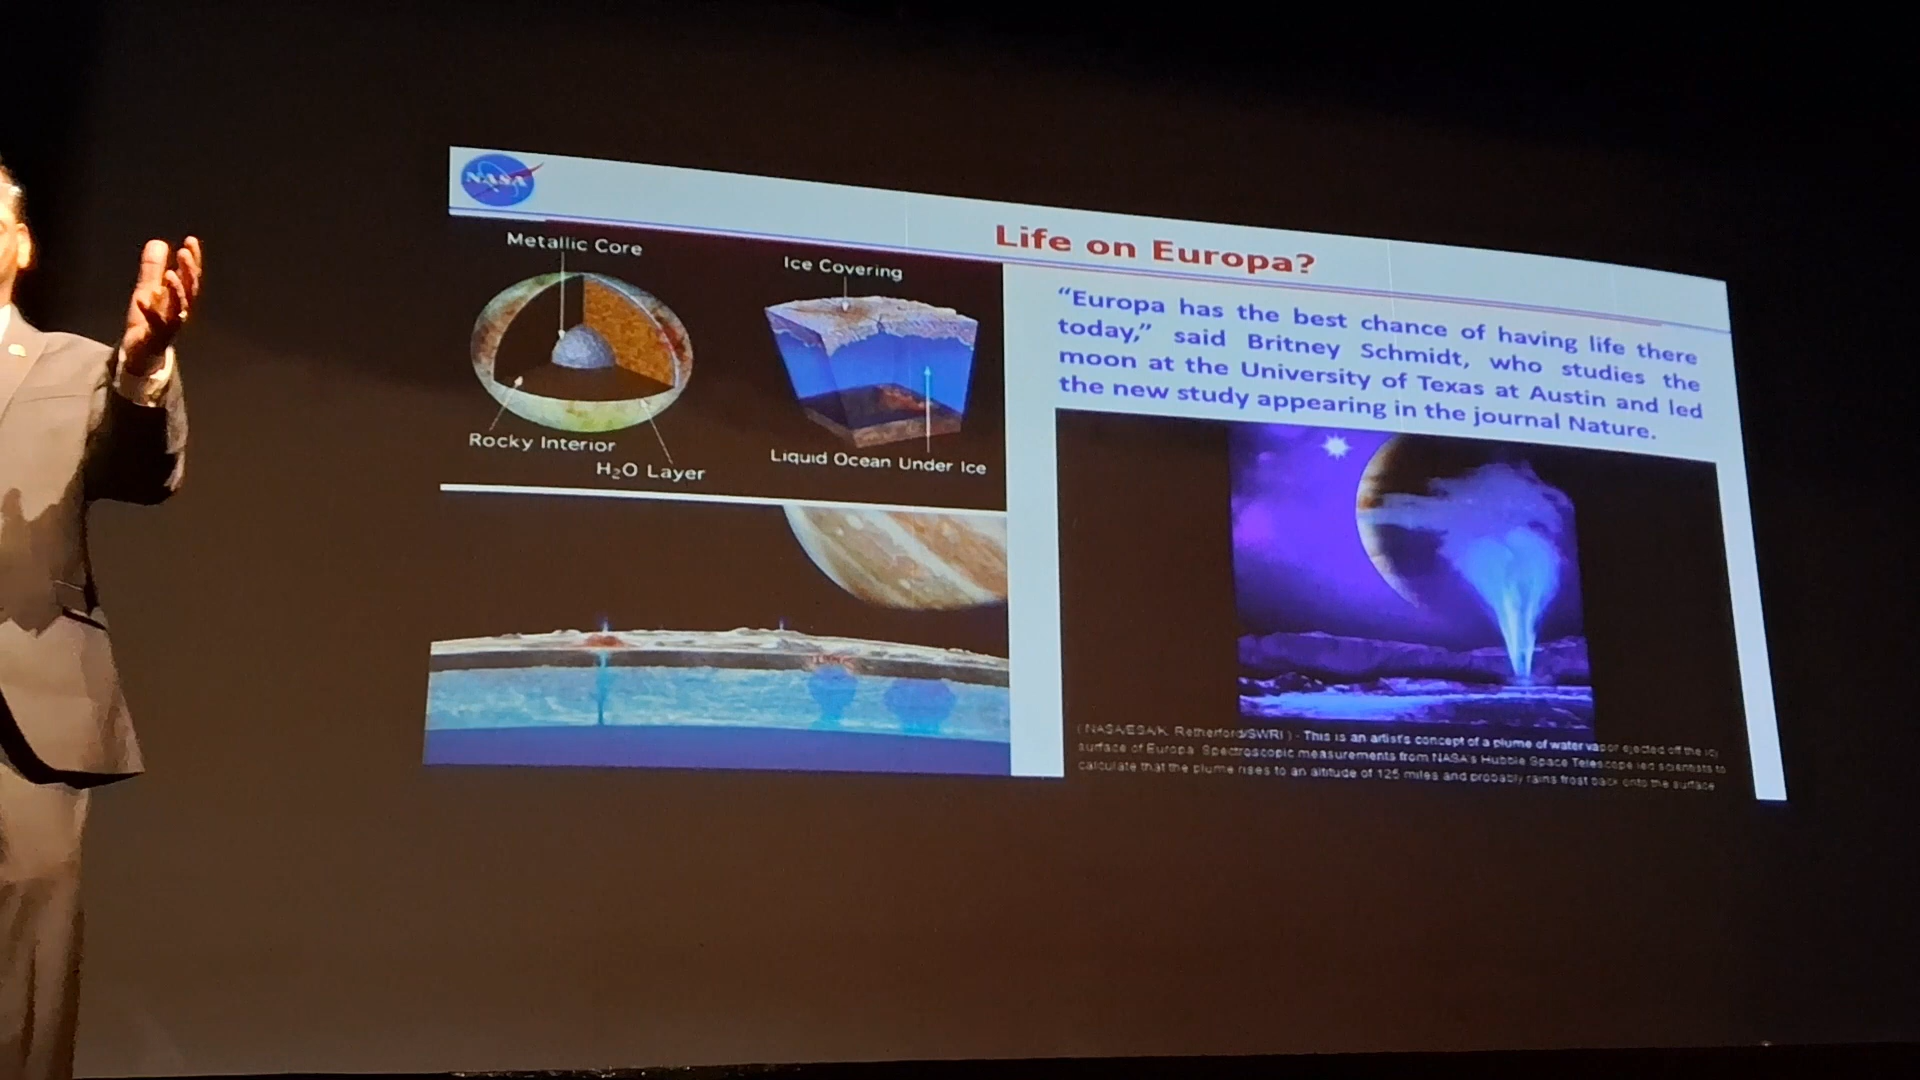 NASA
Life on Europa?
Metallic Core
Ice Covering
Rocky Interior
H₂O Layer
Liquid Ocean Under Ice
“Europa has the best chance of having life there
today,” said Britney Schmidt, who studies the
moon at the University of Texas at Austin and led
the new study appearing in the journal Nature.
(NASA/ESA/K. Retherford/SWRI) - This is an artist's concept of a plume of water vapor ejected off the icy
surface of Europa. Spectroscopic measurements from NASA's Hubble Space Telescope led scientists to
calculate that the plume rises to an altitude of 125 miles and probably rains frost back onto the surface